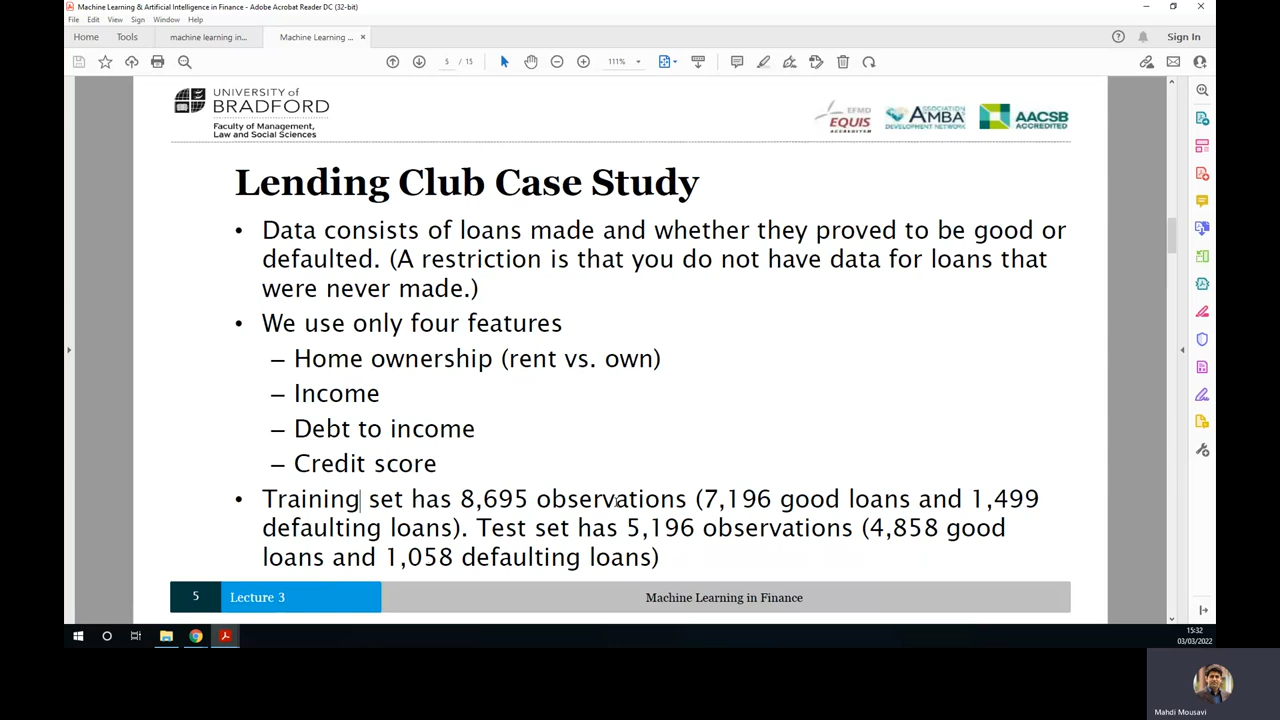 Machine Learning & Artificial Intelligence in Finance - Adobe Acrobat Reader DC (32-bit)
File Edit View Sign Window Help
Home Tools machine learning in... Machine Learning ... × Sign In
5 / 15 111%
UNIVERSITY of
BRADFORD
Faculty of Management,
Law and Social Sciences
EFMD
EQUIS
ACCREDITED
ASSOCIATION
AMBA
DEVELOPMENT NETWORK
AACSB
ACCREDITED
Lending Club Case Study
• Data consists of loans made and whether they proved to be good or
defaulted. (A restriction is that you do not have data for loans that
were never made.)
• We use only four features
– Home ownership (rent vs. own)
– Income
– Debt to income
– Credit score
• Training set has 8,695 observations (7,196 good loans and 1,499
defaulting loans). Test set has 5,196 observations (4,858 good
loans and 1,058 defaulting loans)
5 Lecture 3 Machine Learning in Finance
15:32
03/03/2022
Mahdi Mousavi